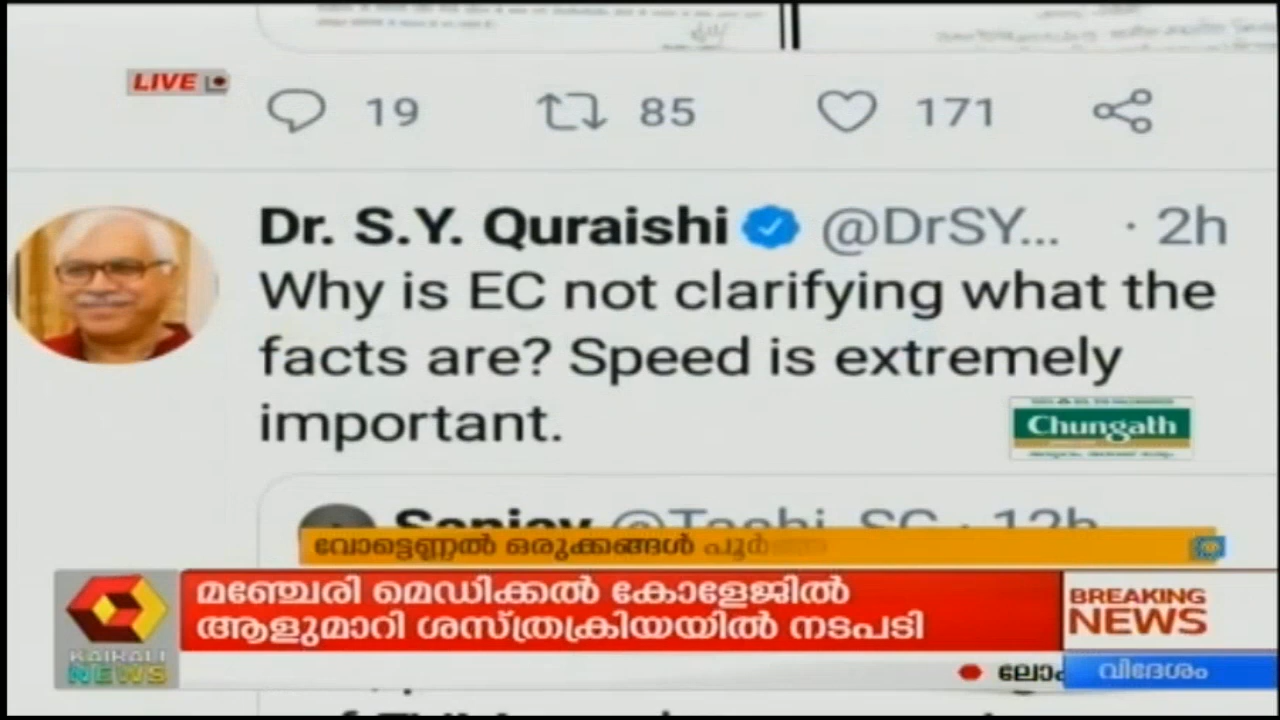 LIVE
19 85 171
Dr. S.Y. Quraishi @DrSY... · 2h
Why is EC not clarifying what the
facts are? Speed is extremely
important.
Chungath
Sanjay @Taghi_SG · 12h
വോട്ടെണ്ണൽ ഒരുക്കങ്ങൾ
മഞ്ചേരി മെഡിക്കൽ കോളേജിൽ
ആളുമാറി ശസ്ത്രക്രിയയിൽ നടപടി
BREAKING
NEWS
KAIRALI
NEWS
വിദേശം